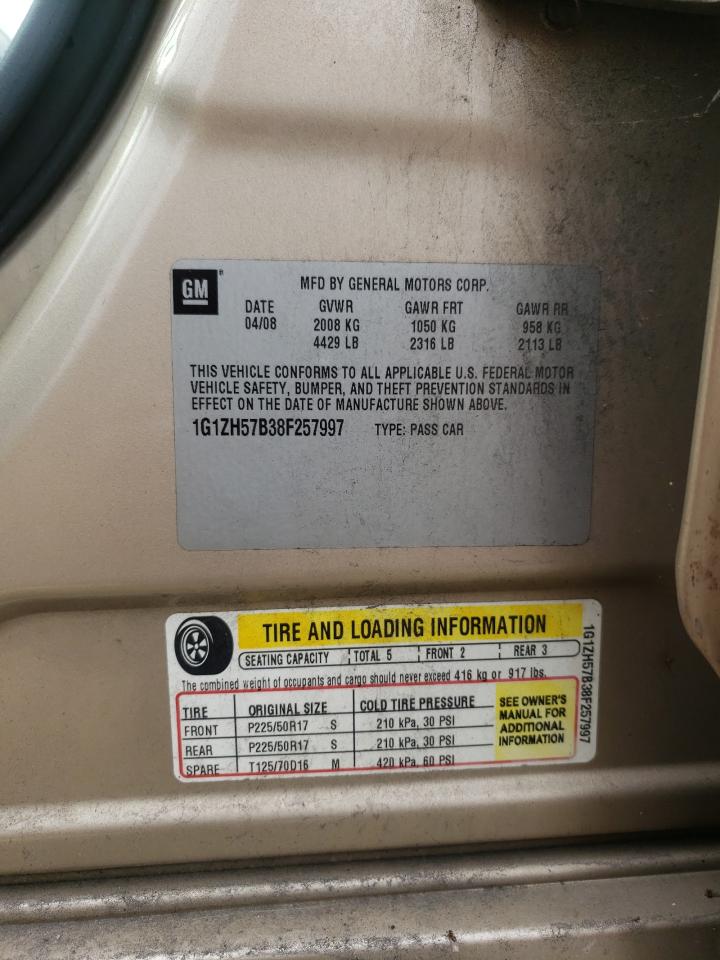 GM ®
MFD BY GENERAL MOTORS CORP.
DATE GVWR GAWR FRT GAWR RR
04/08 2008 KG 1050 KG 958 KG
4429 LB 2316 LB 2113 LB
THIS VEHICLE CONFORMS TO ALL APPLICABLE U.S. FEDERAL MOTOR
VEHICLE SAFETY, BUMPER, AND THEFT PREVENTION STANDARDS IN
EFFECT ON THE DATE OF MANUFACTURE SHOWN ABOVE.
1G1ZH57B38F257997 TYPE: PASS CAR
TIRE AND LOADING INFORMATION
SEATING CAPACITY TOTAL 5 FRONT 2 REAR 3
The combined weight of occupants and cargo should never exceed 416 kg or 917 lbs.
TIRE ORIGINAL SIZE COLD TIRE PRESSURE
FRONT P225/50R17 S 210 kPa, 30 PSI
REAR P225/50R17 S 210 kPa, 30 PSI
SPARE T125/70D16 M 420 kPa, 60 PSI
SEE OWNER'S
MANUAL FOR
ADDITIONAL
INFORMATION
1G1ZH57B38F257997